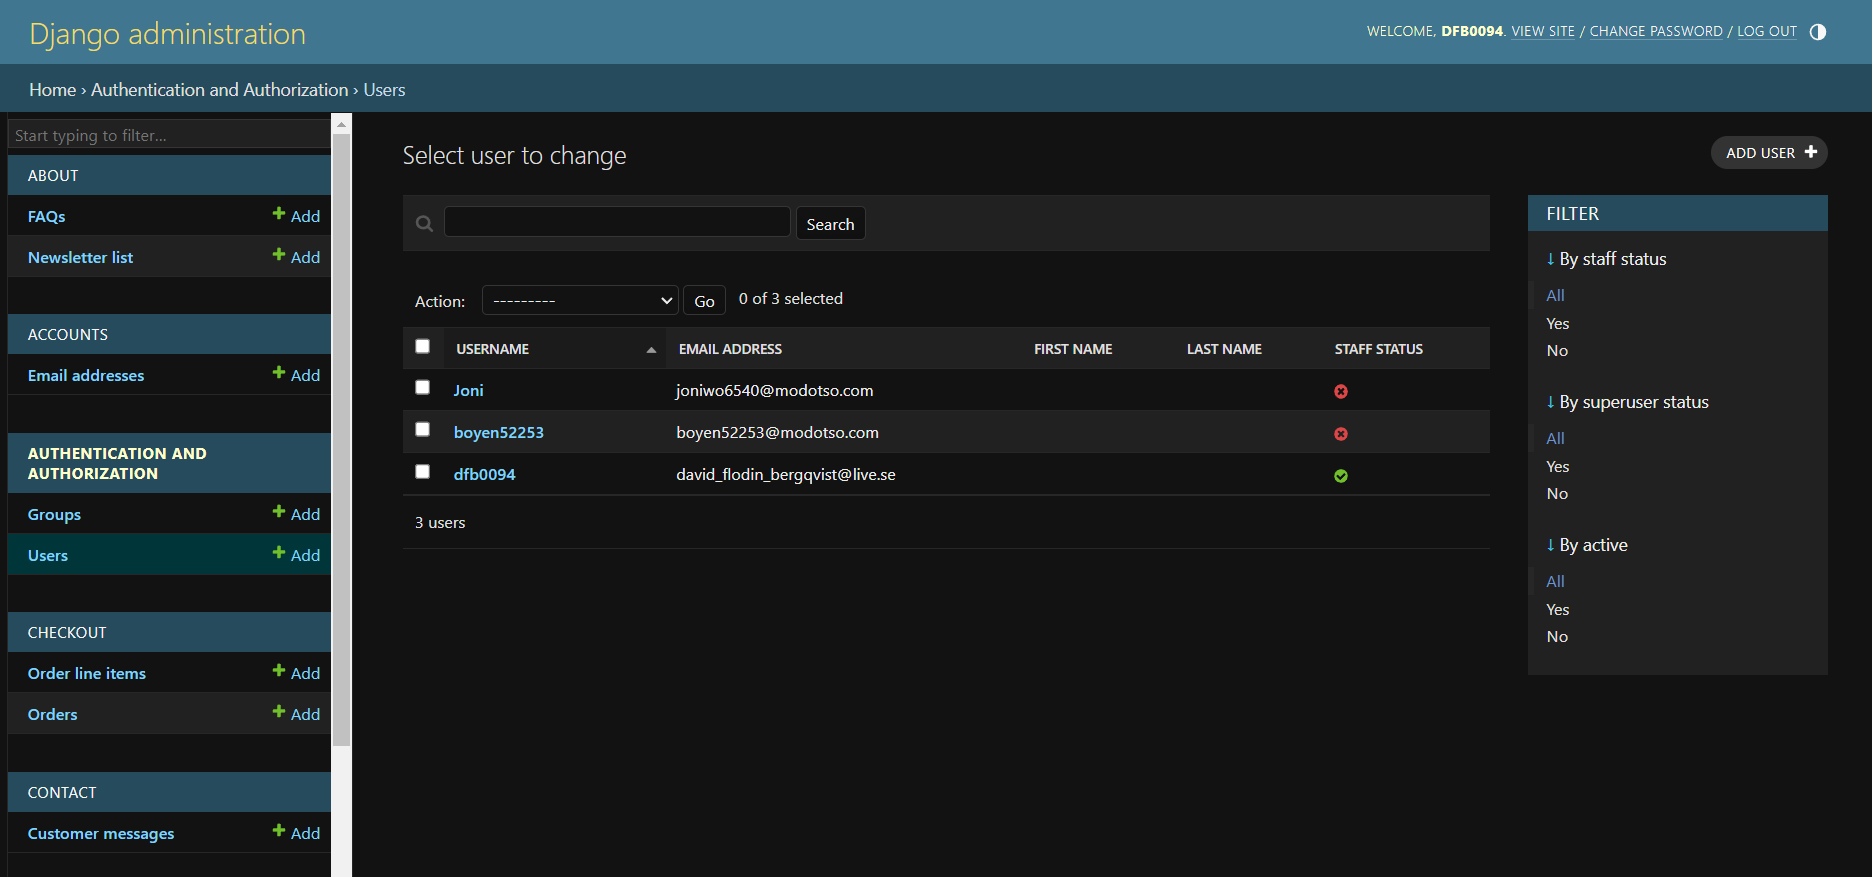 Django administration
WELCOME, DFB0094. VIEW SITE / CHANGE PASSWORD / LOG OUT
Home › Authentication and Authorization › Users
Start typing to filter...
ABOUT
FAQs Add
Newsletter list Add
ACCOUNTS
Email addresses Add
AUTHENTICATION AND
AUTHORIZATION
Groups Add
Users Add
CHECKOUT
Order line items Add
Orders Add
CONTACT
Customer messages Add
Select user to change
ADD USER
Search
Action: --------- Go 0 of 3 selected
USERNAME EMAIL ADDRESS FIRST NAME LAST NAME STAFF STATUS
Joni joniwo6540@modotso.com
boyen52253 boyen52253@modotso.com
dfb0094 david_flodin_bergqvist@live.se
3 users
FILTER
↓ By staff status
All
Yes
No
↓ By superuser status
All
Yes
No
↓ By active
All
Yes
No